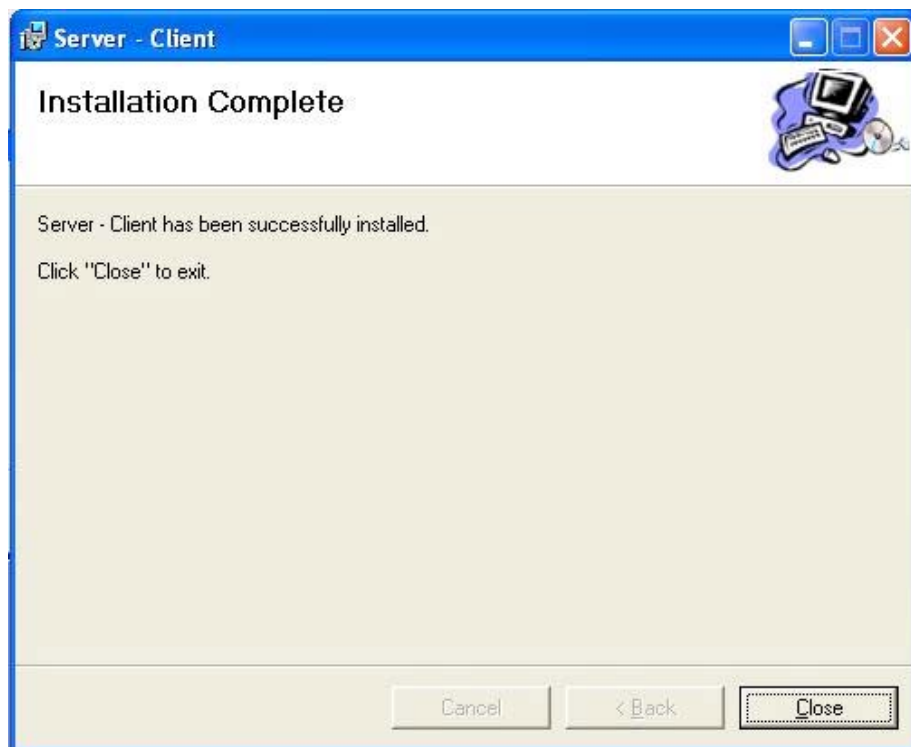 Server - Client
Installation Complete
Server - Client has been successfully installed.
Click "Close" to exit.
Cancel
< Back
Close